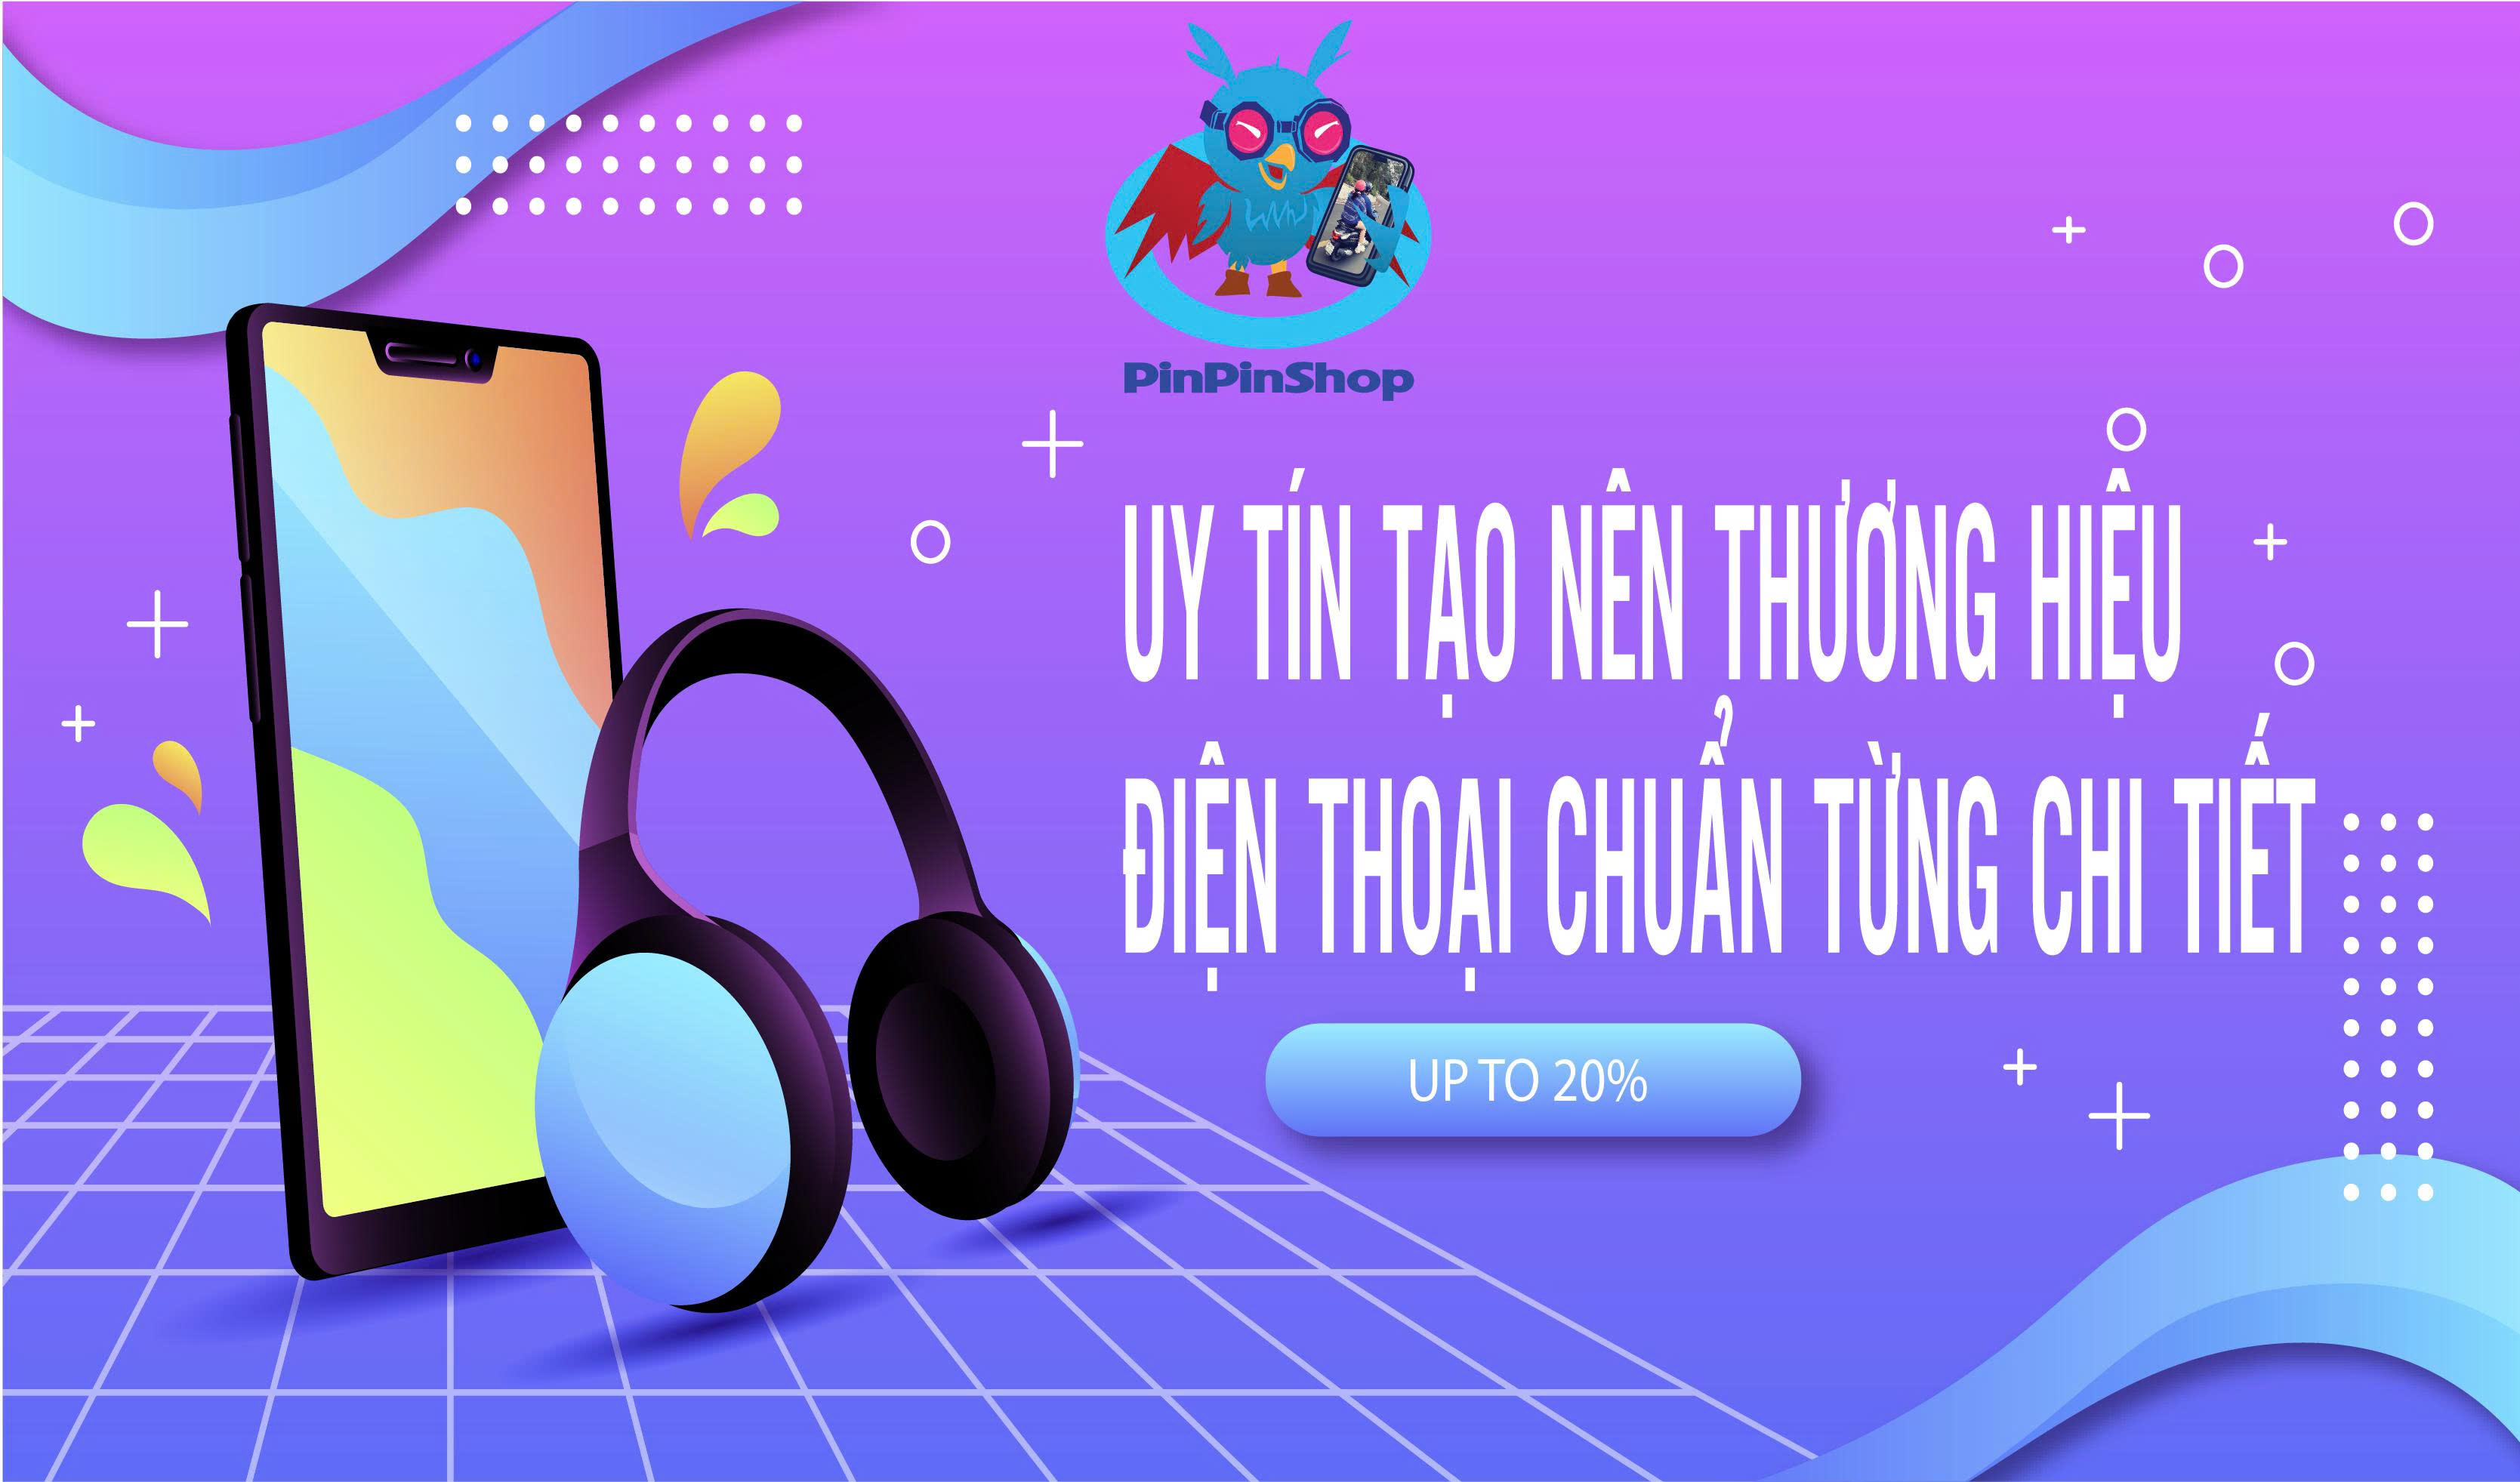 PinPinShop
UY TÍN TẠO NÊN THƯƠNG HIỆU
ĐIỆN THOẠI CHUẨN TỪNG CHI TIẾT
UP TO 20%